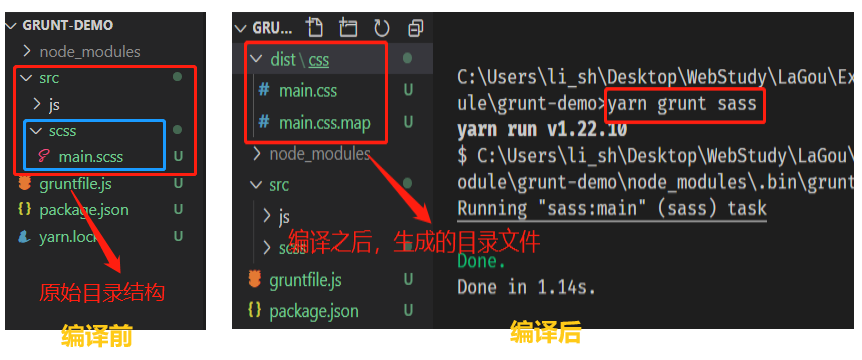 GRUNT-DEMO
node_modules
src
js
scss
main.scss
U
gruntfile.js
U
package.json
U
yarn.lock
U
原始目录结构
编译前
GRU...
dist \ css
main.css
U
main.css.map
U
node_modules
src
js
scss
编译之后，生成的目录文件
gruntfile.js
U
package.json
U
C:\Users\li_sh\Desktop\WebStudy\LaGou\Ex
ule\grunt-demo>yarn grunt sass
yarn run v1.22.10
$ C:\Users\li_sh\Desktop\WebStudy\LaGou\
odule\grunt-demo\node_modules\.bin\grunt
Running "sass:main" (sass) task
Done.
Done in 1.14s.
编译后